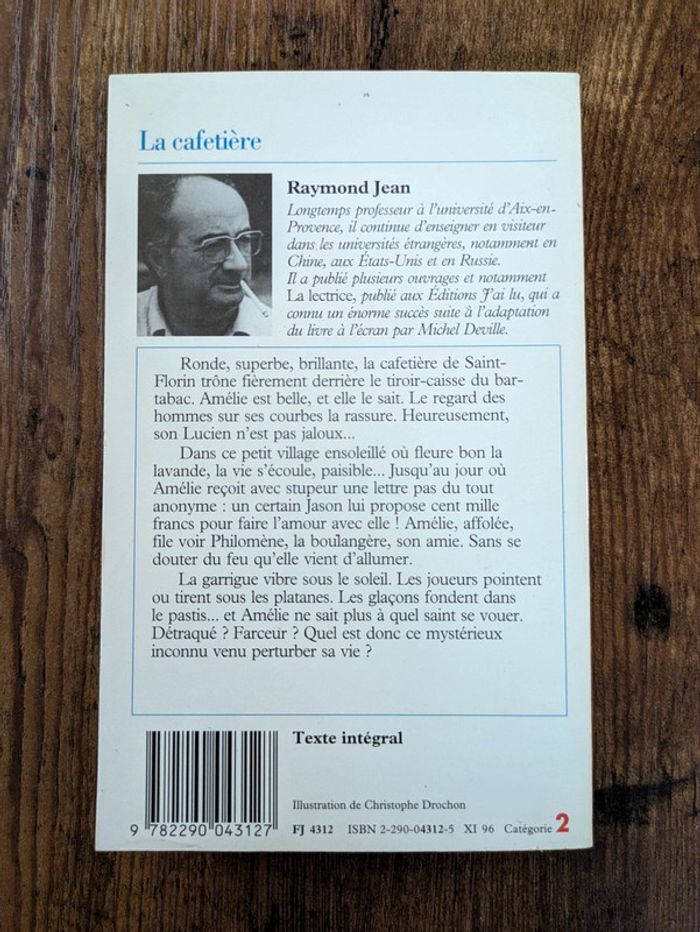 La cafetière
Raymond Jean
Longtemps professeur à l'université d'Aix-en-
Provence, il continue d'enseigner en visiteur
dans les universités étrangères, notamment en
Chine, aux États-Unis et en Russie.
Il a publié plusieurs ouvrages et notamment
La lectrice, publié aux Éditions J'ai lu, qui a
connu un énorme succès suite à l'adaptation
du livre à l'écran par Michel Deville.
Ronde, superbe, brillante, la cafetière de Saint-
Florin trône fièrement derrière le tiroir-caisse du bar-
tabac. Amélie est belle, et elle le sait. Le regard des
hommes sur ses courbes la rassure. Heureusement,
son Lucien n'est pas jaloux...
Dans ce petit village ensoleillé où fleure bon la
lavande, la vie s'écoule, paisible... Jusqu'au jour où
Amélie reçoit avec stupeur une lettre pas du tout
anonyme : un certain Jason lui propose cent mille
francs pour faire l'amour avec elle ! Amélie, affolée,
file voir Philomène, la boulangère, son amie. Sans se
douter du feu qu'elle vient d'allumer.
La garrigue vibre sous le soleil. Les joueurs pointent
ou tirent sous les platanes. Les glaçons fondent dans
le pastis... et Amélie ne sait plus à quel saint se vouer.
Détraqué ? Farceur ? Quel est donc ce mystérieux
inconnu venu perturber sa vie ?
Texte intégral
Illustration de Christophe Drochon
9 782290 043127
FJ 4312 ISBN 2-290-04312-5 XI 96 Catégorie 2